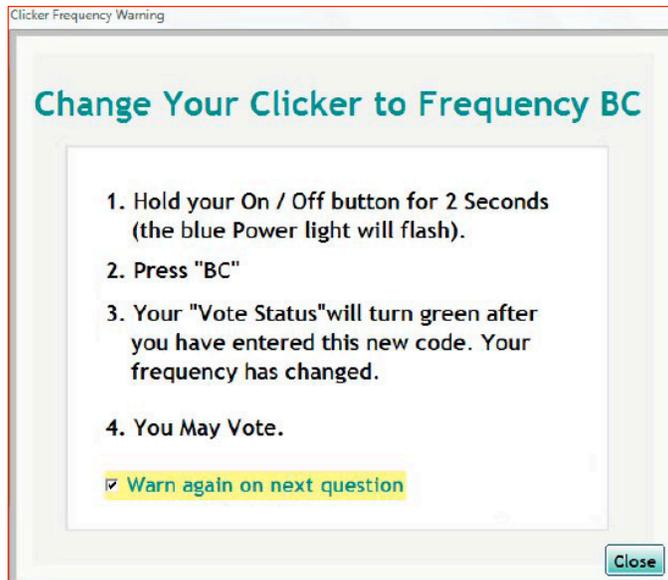 Clicker Frequency Warning
Change Your Clicker to Frequency BC
1. Hold your On / Off button for 2 Seconds
(the blue Power light will flash).
2. Press "BC"
3. Your "Vote Status"will turn green after
you have entered this new code. Your
frequency has changed.
4. You May Vote.
Warn again on next question
Close